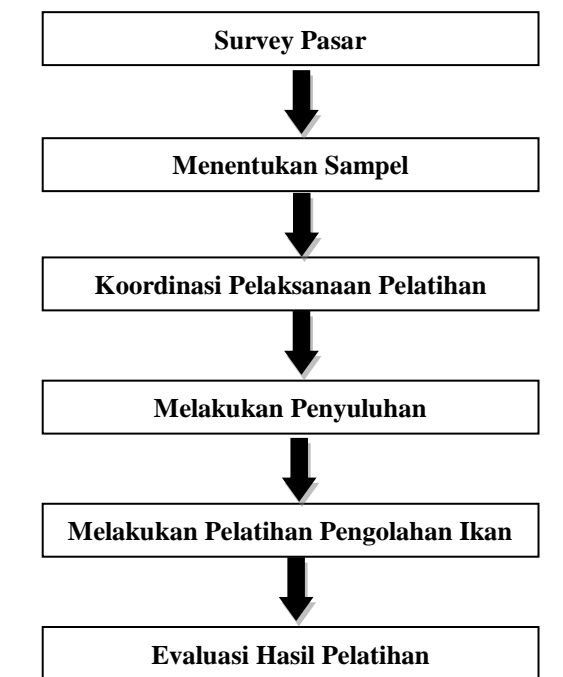 Survey Pasar
Menentukan Sampel
Koordinasi Pelaksanaan Pelatihan
Melakukan Penyuluhan
Melakukan Pelatihan Pengolahan Ikan
Evaluasi Hasil Pelatihan